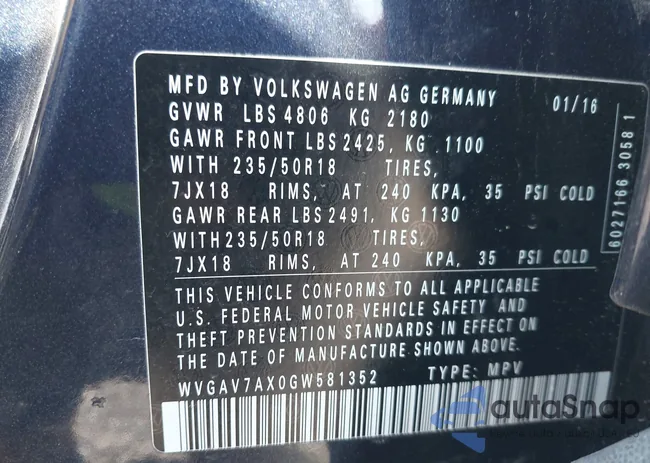 MFD BY VOLKSWAGEN AG GERMANY 01/16
GVWR LBS 4806 KG 2180
GAWR FRONT LBS 2425, KG 1100
WITH 235/50R18 TIRES,
7JX18 RIMS, AT 240 KPA, 35 PSI COLD
GAWR REAR LBS 2491, KG 1130
WITH 235/50R18 TIRES,
7JX18 RIMS, AT 240 KPA, 35 PSI COLD
THIS VEHICLE CONFORMS TO ALL APPLICABLE
U.S. FEDERAL MOTOR VEHICLE SAFETY AND
THEFT PREVENTION STANDARDS IN EFFECT ON
THE DATE OF MANUFACTURE SHOWN ABOVE.
WVGAV7AX0GW581352 TYPE: MPV
6027166 3058 1
autoSnap